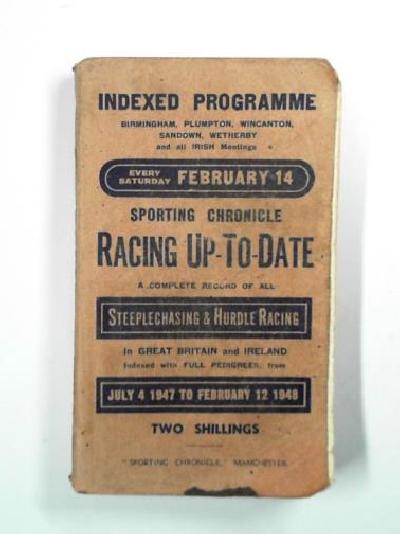 INDEXED PROGRAMME
BIRMINGHAM, PLUMPTON, WINCANTON,
SANDOWN, WETHERBY
and all IRISH Meetings
EVERY
SATURDAY FEBRUARY 14
SPORTING CHRONICLE
RACING UP-TO-DATE
A COMPLETE RECORD OF ALL
STEEPLECHASING & HURDLE RACING
In GREAT BRITAIN and IRELAND
Indexed with FULL PEDIGREES, from
JULY 4 1947 TO FEBRUARY 12 1948
TWO SHILLINGS
"SPORTING CHRONICLE," MANCHESTER